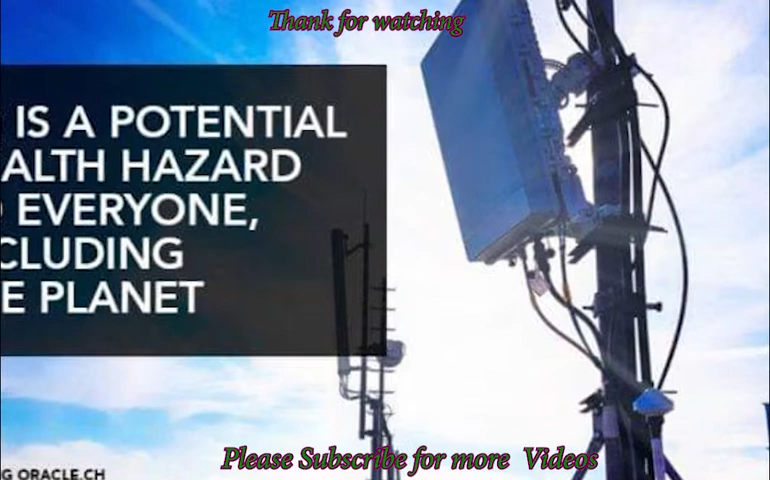 Thank for watching
IS A POTENTIAL
ALTH HAZARD
EVERYONE,
CLUDING
E PLANET
Please Subscribe for more Videos
G ORACLE.CH